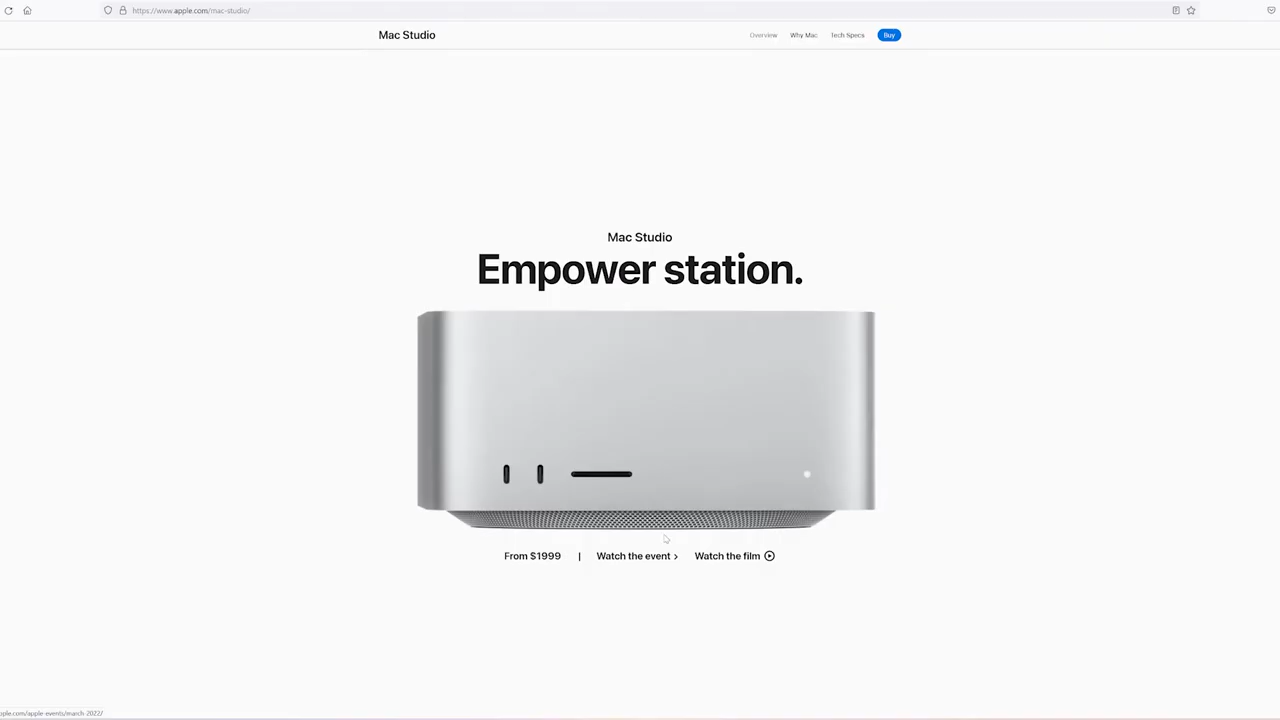 https://www.apple.com/mac-studio/
Mac Studio
Overview
Why Mac
Tech Specs
Buy
Mac Studio
Empower station.
From $1999 | Watch the event > Watch the film
pple.com/apple-events/march-2022/